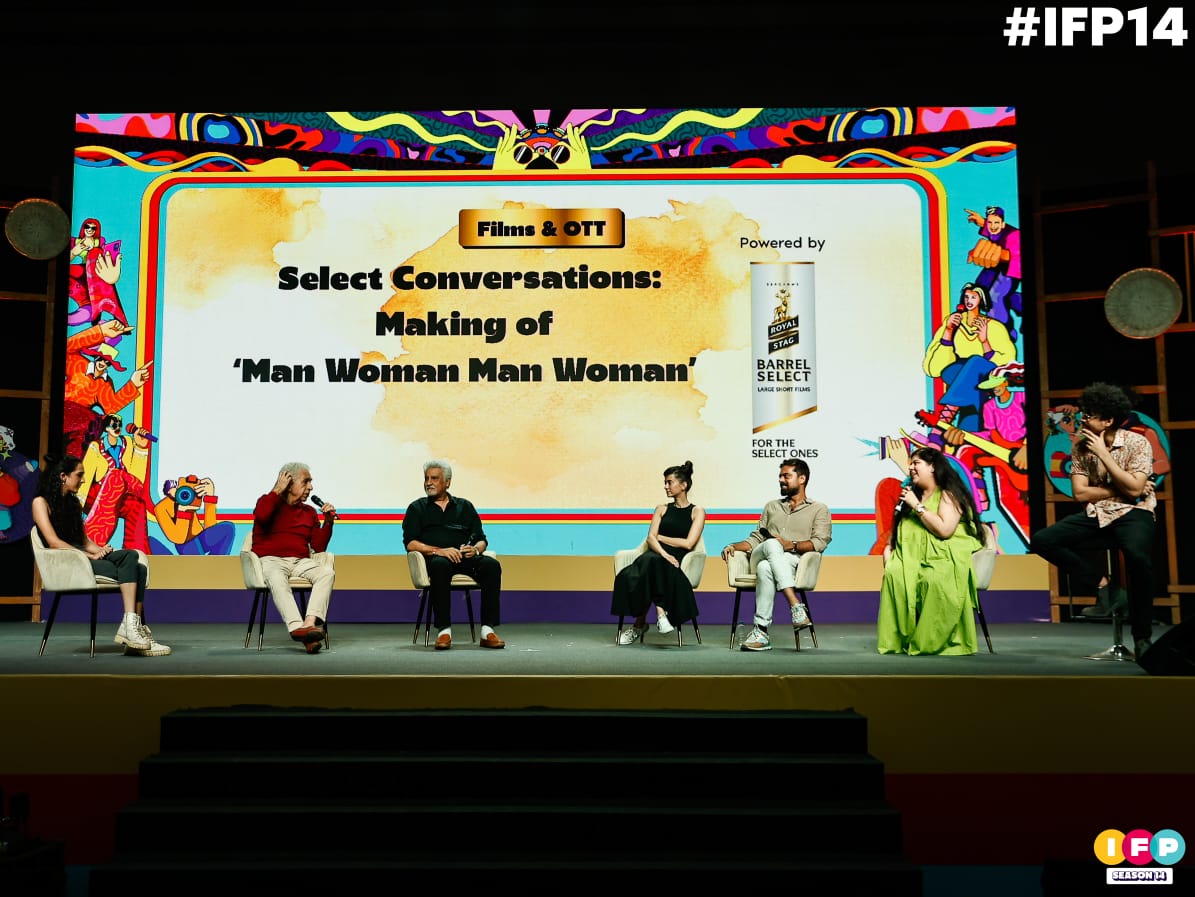 #IFP14
Films & OTT
Select Conversations:
Making of
‘Man Woman Man Woman’
Powered by
SEAGRAM'S
ROYAL
STAG
BARREL
SELECT
LARGE SHORT FILMS
FOR THE
SELECT ONES
IFP
SEASON 14